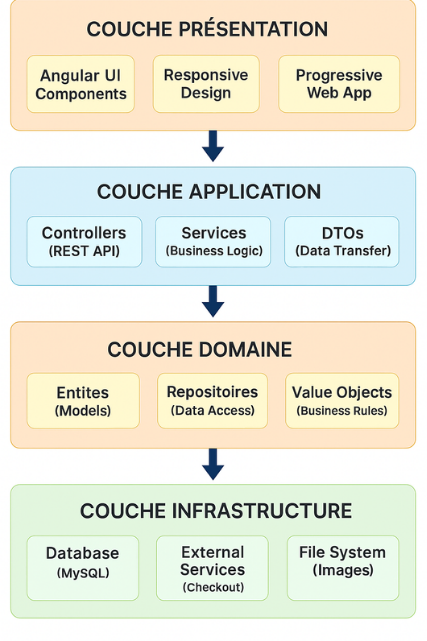 COUCHE PRÉSENTATION
Angular UI
Components
Responsive
Design
Progressive
Web App
COUCHE APPLICATION
Controllers
(REST API)
Services
(Business Logic)
DTOs
(Data Transfer)
COUCHE DOMAINE
Entites
(Models)
Repositoires
(Data Access)
Value Objects
(Business Rules)
COUCHE INFRASTRUCTURE
Database
(MySQL)
External
Services
(Checkout)
File System
(Images)